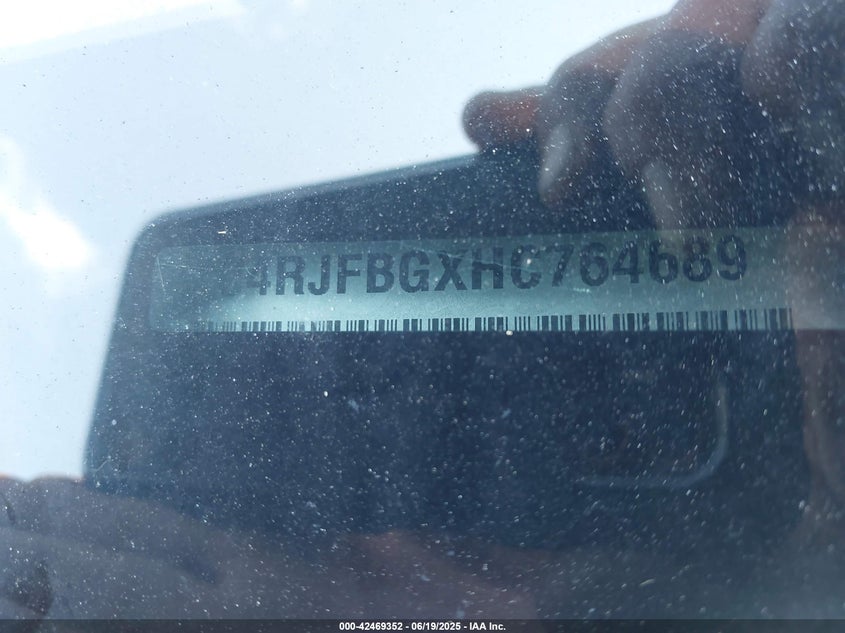 4RJFBGXHC764689
000-42469352 | 06/19/2025 - IAA Inc.